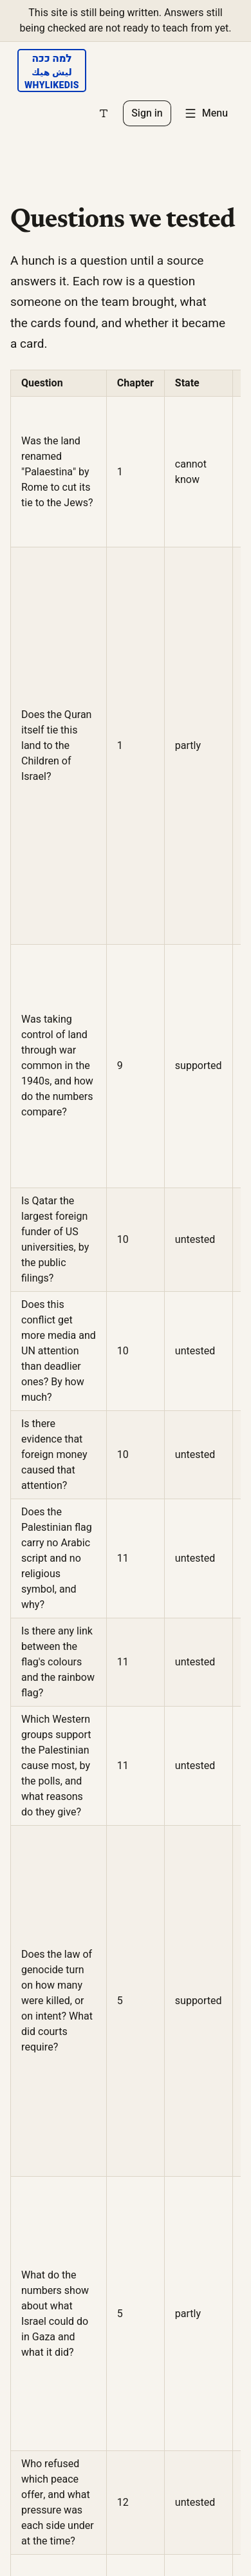 This site is still being written. Answers still
being checked are not ready to teach from yet.
למה ככה
ليش هيك
WHYLIKEDIS
Sign in
Menu
Questions we tested
A hunch is a question until a source
answers it. Each row is a question
someone on the team brought, what
the cards found, and whether it became
a card.
Question Chapter State
Was the land
renamed
"Palaestina" by
Rome to cut its
tie to the Jews?
1
cannot
know
Does the Quran
itself tie this
land to the
Children of
Israel?
1
partly
Was taking
control of land
through war
common in the
1940s, and how
do the numbers
compare?
9
supported
Is Qatar the
largest foreign
funder of US
universities, by
the public
filings?
10
untested
Does this
conflict get
more media and
UN attention
than deadlier
ones? By how
much?
10
untested
Is there
evidence that
foreign money
caused that
attention?
10
untested
Does the
Palestinian flag
carry no Arabic
script and no
religious
symbol, and
why?
11
untested
Is there any link
between the
flag's colours
and the rainbow
flag?
11
untested
Which Western
groups support
the Palestinian
cause most, by
the polls, and
what reasons
do they give?
11
untested
Does the law of
genocide turn
on how many
were killed, or
on intent? What
did courts
require?
5
supported
What do the
numbers show
about what
Israel could do
in Gaza and
what it did?
5
partly
Who refused
which peace
offer, and what
pressure was
each side under
at the time?
12
untested